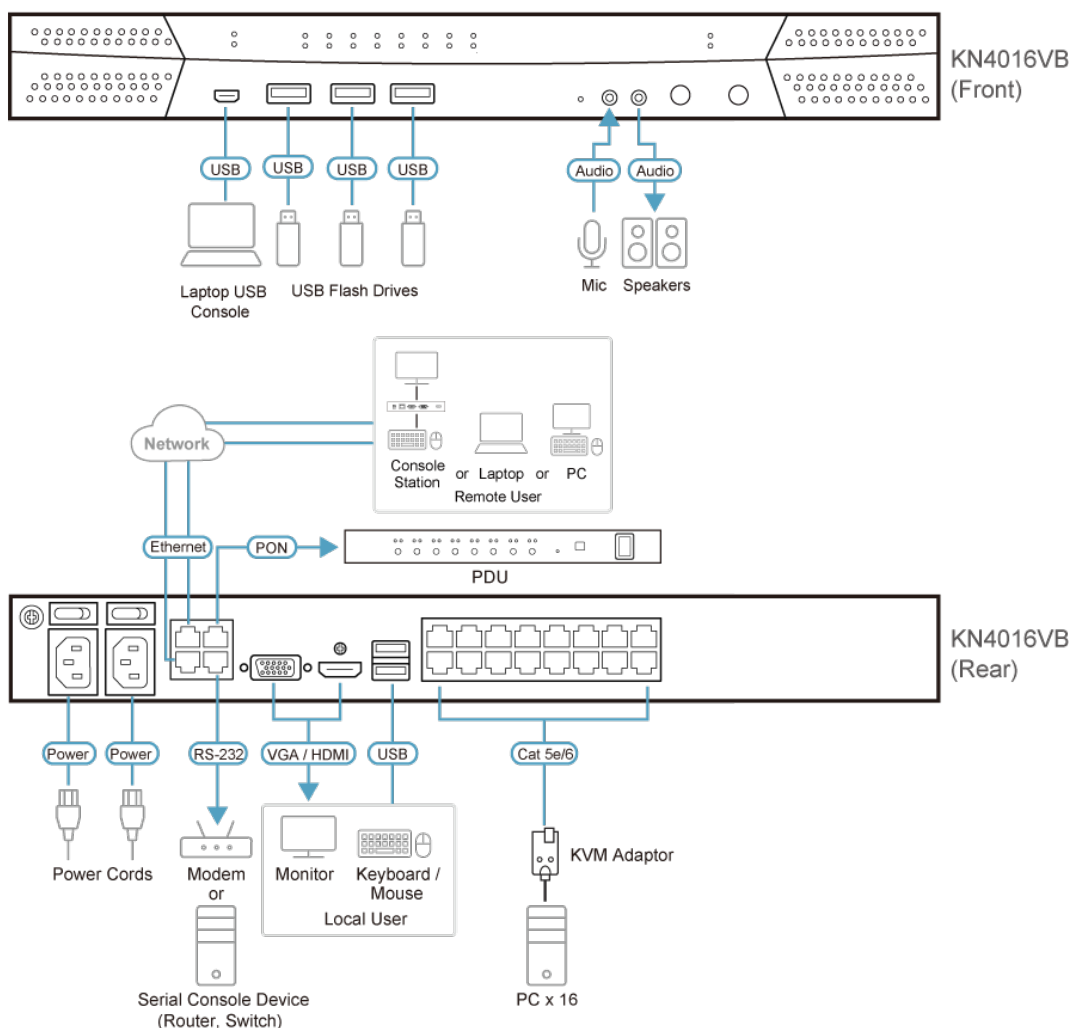 KN4016VB
(Front)
USB
USB
USB
USB
Audio
Audio
Laptop USB
Console
USB Flash Drives
Mic
Speakers
Network
Console
Station
or
Laptop
or
PC
Remote User
Ethernet
PON
PDU
KN4016VB
(Rear)
Power
Power
RS-232
VGA / HDMI
USB
Cat 5e/6
Power Cords
Modem
or
Serial Console Device
(Router, Switch)
Monitor
Keyboard /
Mouse
Local User
KVM Adaptor
PC x 16